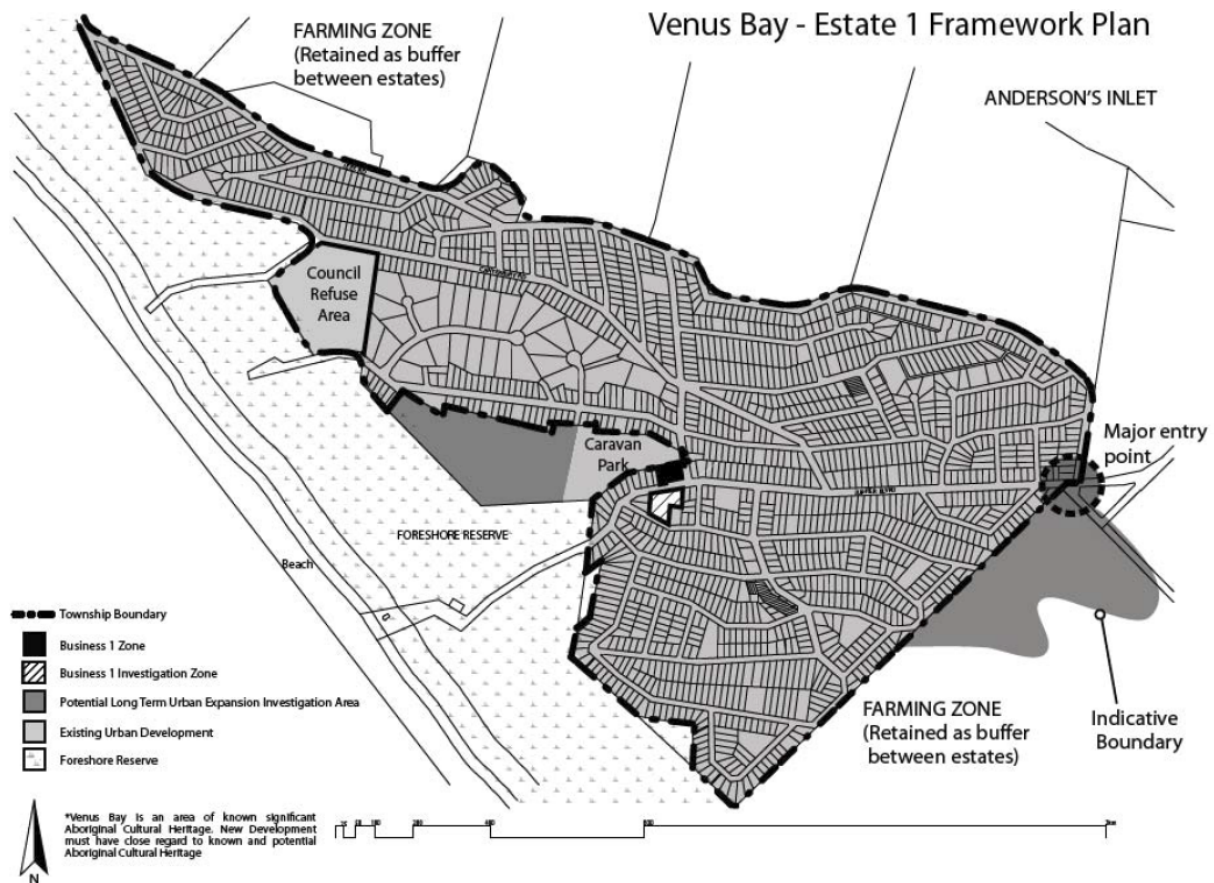 Venus Bay - Estate 1 Framework Plan
FARMING ZONE
(Retained as buffer
between estates)
ANDERSON'S INLET
Council
Refuse
Area
Caravan
Park
Major entry
point
FORESHORE RESERVE
Beach
Township Boundary
Business 1 Zone
Business 1 Investigation Zone
Potential Long Term Urban Expansion Investigation Area
Existing Urban Development
Foreshore Reserve
FARMING ZONE
(Retained as buffer
between estates)
Indicative
Boundary
*Venus Bay is an area of known significant
Aboriginal Cultural Heritage. New Development
must have close regard to known and potential
Aboriginal Cultural Heritage
N